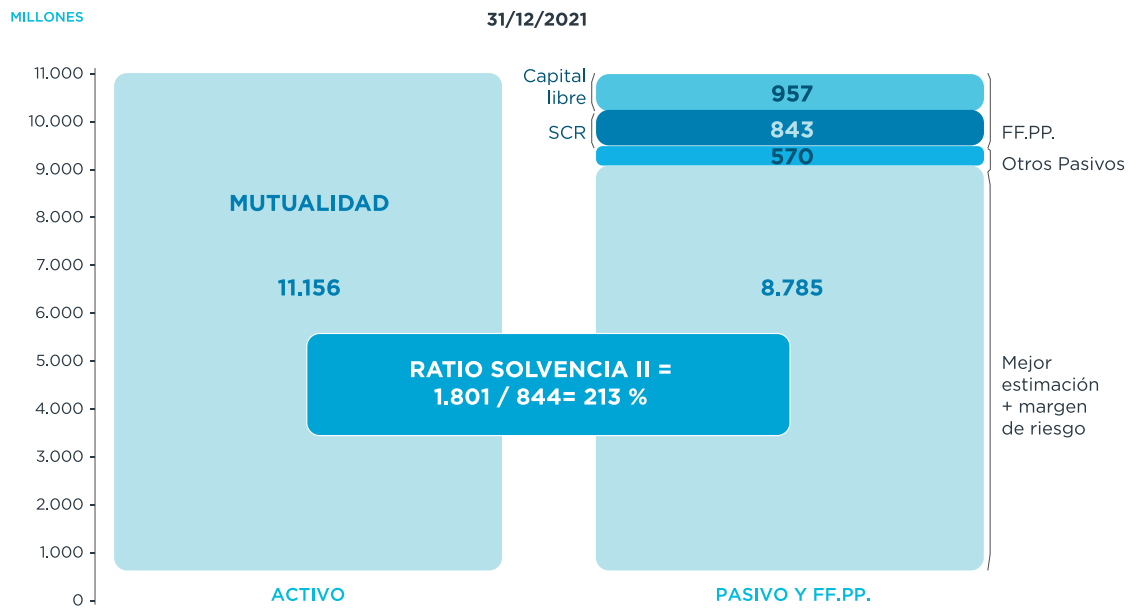 MILLONES
31/12/2021
11.000
10.000
9.000
8.000
7.000
6.000
5.000
4.000
3.000
2.000
1.000
0
MUTUALIDAD
11.156
ACTIVO
Capital
libre
SCR
957
843
570
8.785
PASIVO Y FF.PP.
FF.PP.
Otros Pasivos
Mejor
estimación
+ margen
de riesgo
RATIO SOLVENCIA II =
1.801 / 844= 213 %